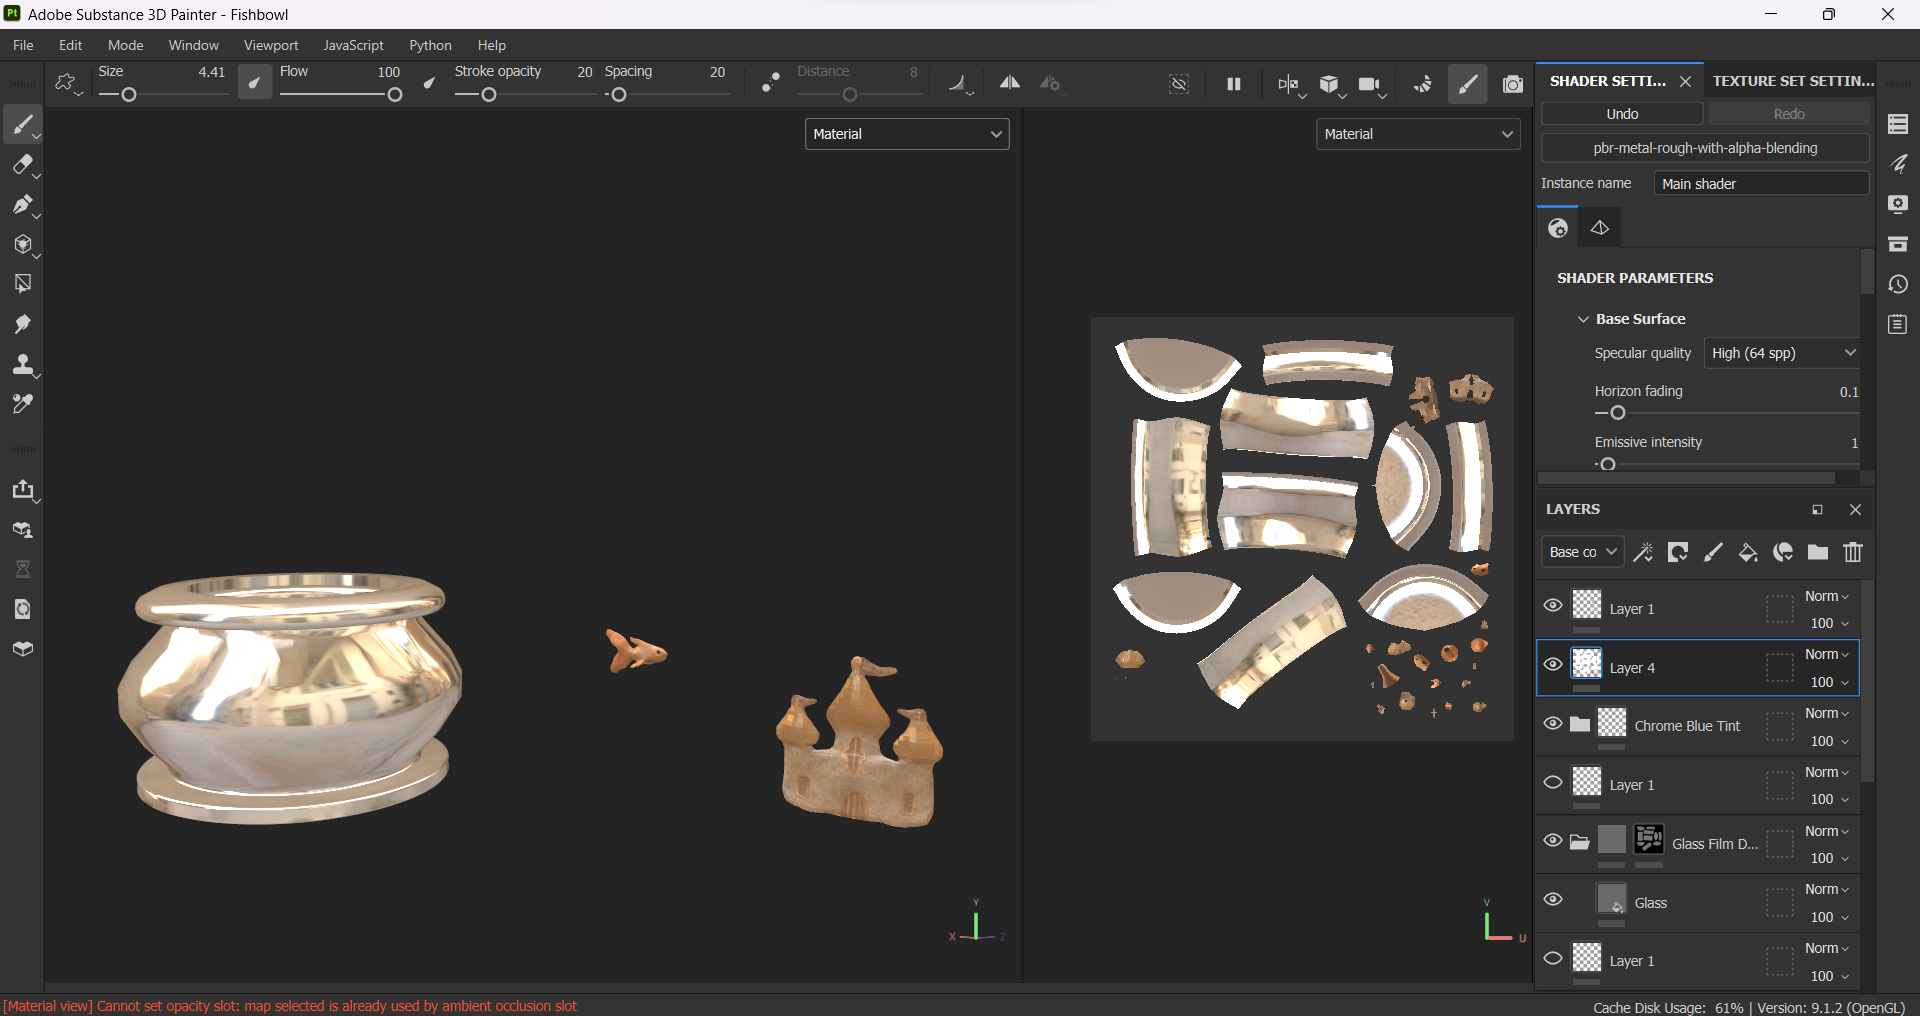 Pt Adobe Substance 3D Painter - Fishbowl
File Edit Mode Window Viewport JavaScript Python Help
Size 4.41 Flow 100 Stroke opacity 20 Spacing 20 Distance 8
SHADER SETTI... TEXTURE SET SETTIN...
Undo Redo
Material Material
pbr-metal-rough-with-alpha-blending
Instance name Main shader
SHADER PARAMETERS
Base Surface
Specular quality High (64 spp)
Horizon fading 0.1
Emissive intensity 1
LAYERS
Base co
Layer 1 Norm 100
Layer 4 Norm 100
Chrome Blue Tint Norm 100
Layer 1 Norm 100
Glass Film D... Norm 100
Glass Norm 100
Layer 1 Norm 100
Y X Z
V U
[Material view] Cannot set opacity slot: map selected is already used by ambient occlusion slot
Cache Disk Usage: 61% | Version: 9.1.2 (OpenGL)